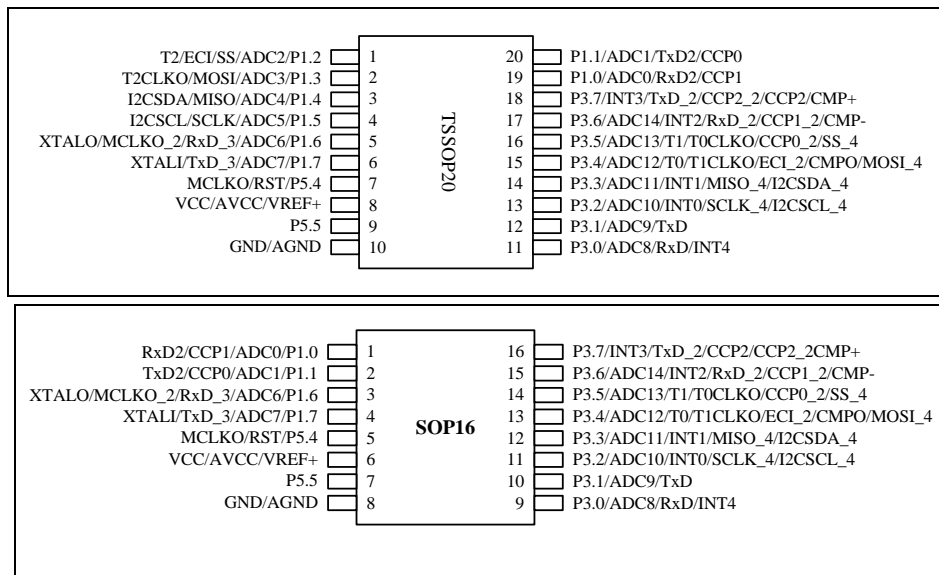 T2/ECI/SS/ADC2/P1.2 1 20 P1.1/ADC1/TxD2/CCP0
T2CLKO/MOSI/ADC3/P1.3 2 19 P1.0/ADC0/RxD2/CCP1
I2CSDA/MISO/ADC4/P1.4 3 18 P3.7/INT3/TxD_2/CCP2_2/CCP2/CMP+
I2CSCL/SCLK/ADC5/P1.5 4 17 P3.6/ADC14/INT2/RxD_2/CCP1_2/CMP-
XTALO/MCLKO_2/RxD_3/ADC6/P1.6 5 16 P3.5/ADC13/T1/T0CLKO/CCP0_2/SS_4
XTALI/TxD_3/ADC7/P1.7 6 15 P3.4/ADC12/T0/T1CLKO/ECI_2/CMPO/MOSI_4
MCLKO/RST/P5.4 7 14 P3.3/ADC11/INT1/MISO_4/I2CSDA_4
VCC/AVCC/VREF+ 8 13 P3.2/ADC10/INT0/SCLK_4/I2CSCL_4
P5.5 9 12 P3.1/ADC9/TxD
GND/AGND 10 11 P3.0/ADC8/RxD/INT4
TSSOP20
RxD2/CCP1/ADC0/P1.0 1 16 P3.7/INT3/TxD_2/CCP2/CCP2_2CMP+
TxD2/CCP0/ADC1/P1.1 2 15 P3.6/ADC14/INT2/RxD_2/CCP1_2/CMP-
XTALO/MCLKO_2/RxD_3/ADC6/P1.6 3 14 P3.5/ADC13/T1/T0CLKO/CCP0_2/SS_4
XTALI/TxD_3/ADC7/P1.7 4 13 P3.4/ADC12/T0/T1CLKO/ECI_2/CMPO/MOSI_4
MCLKO/RST/P5.4 5 12 P3.3/ADC11/INT1/MISO_4/I2CSDA_4
VCC/AVCC/VREF+ 6 11 P3.2/ADC10/INT0/SCLK_4/I2CSCL_4
P5.5 7 10 P3.1/ADC9/TxD
GND/AGND 8 9 P3.0/ADC8/RxD/INT4
SOP16